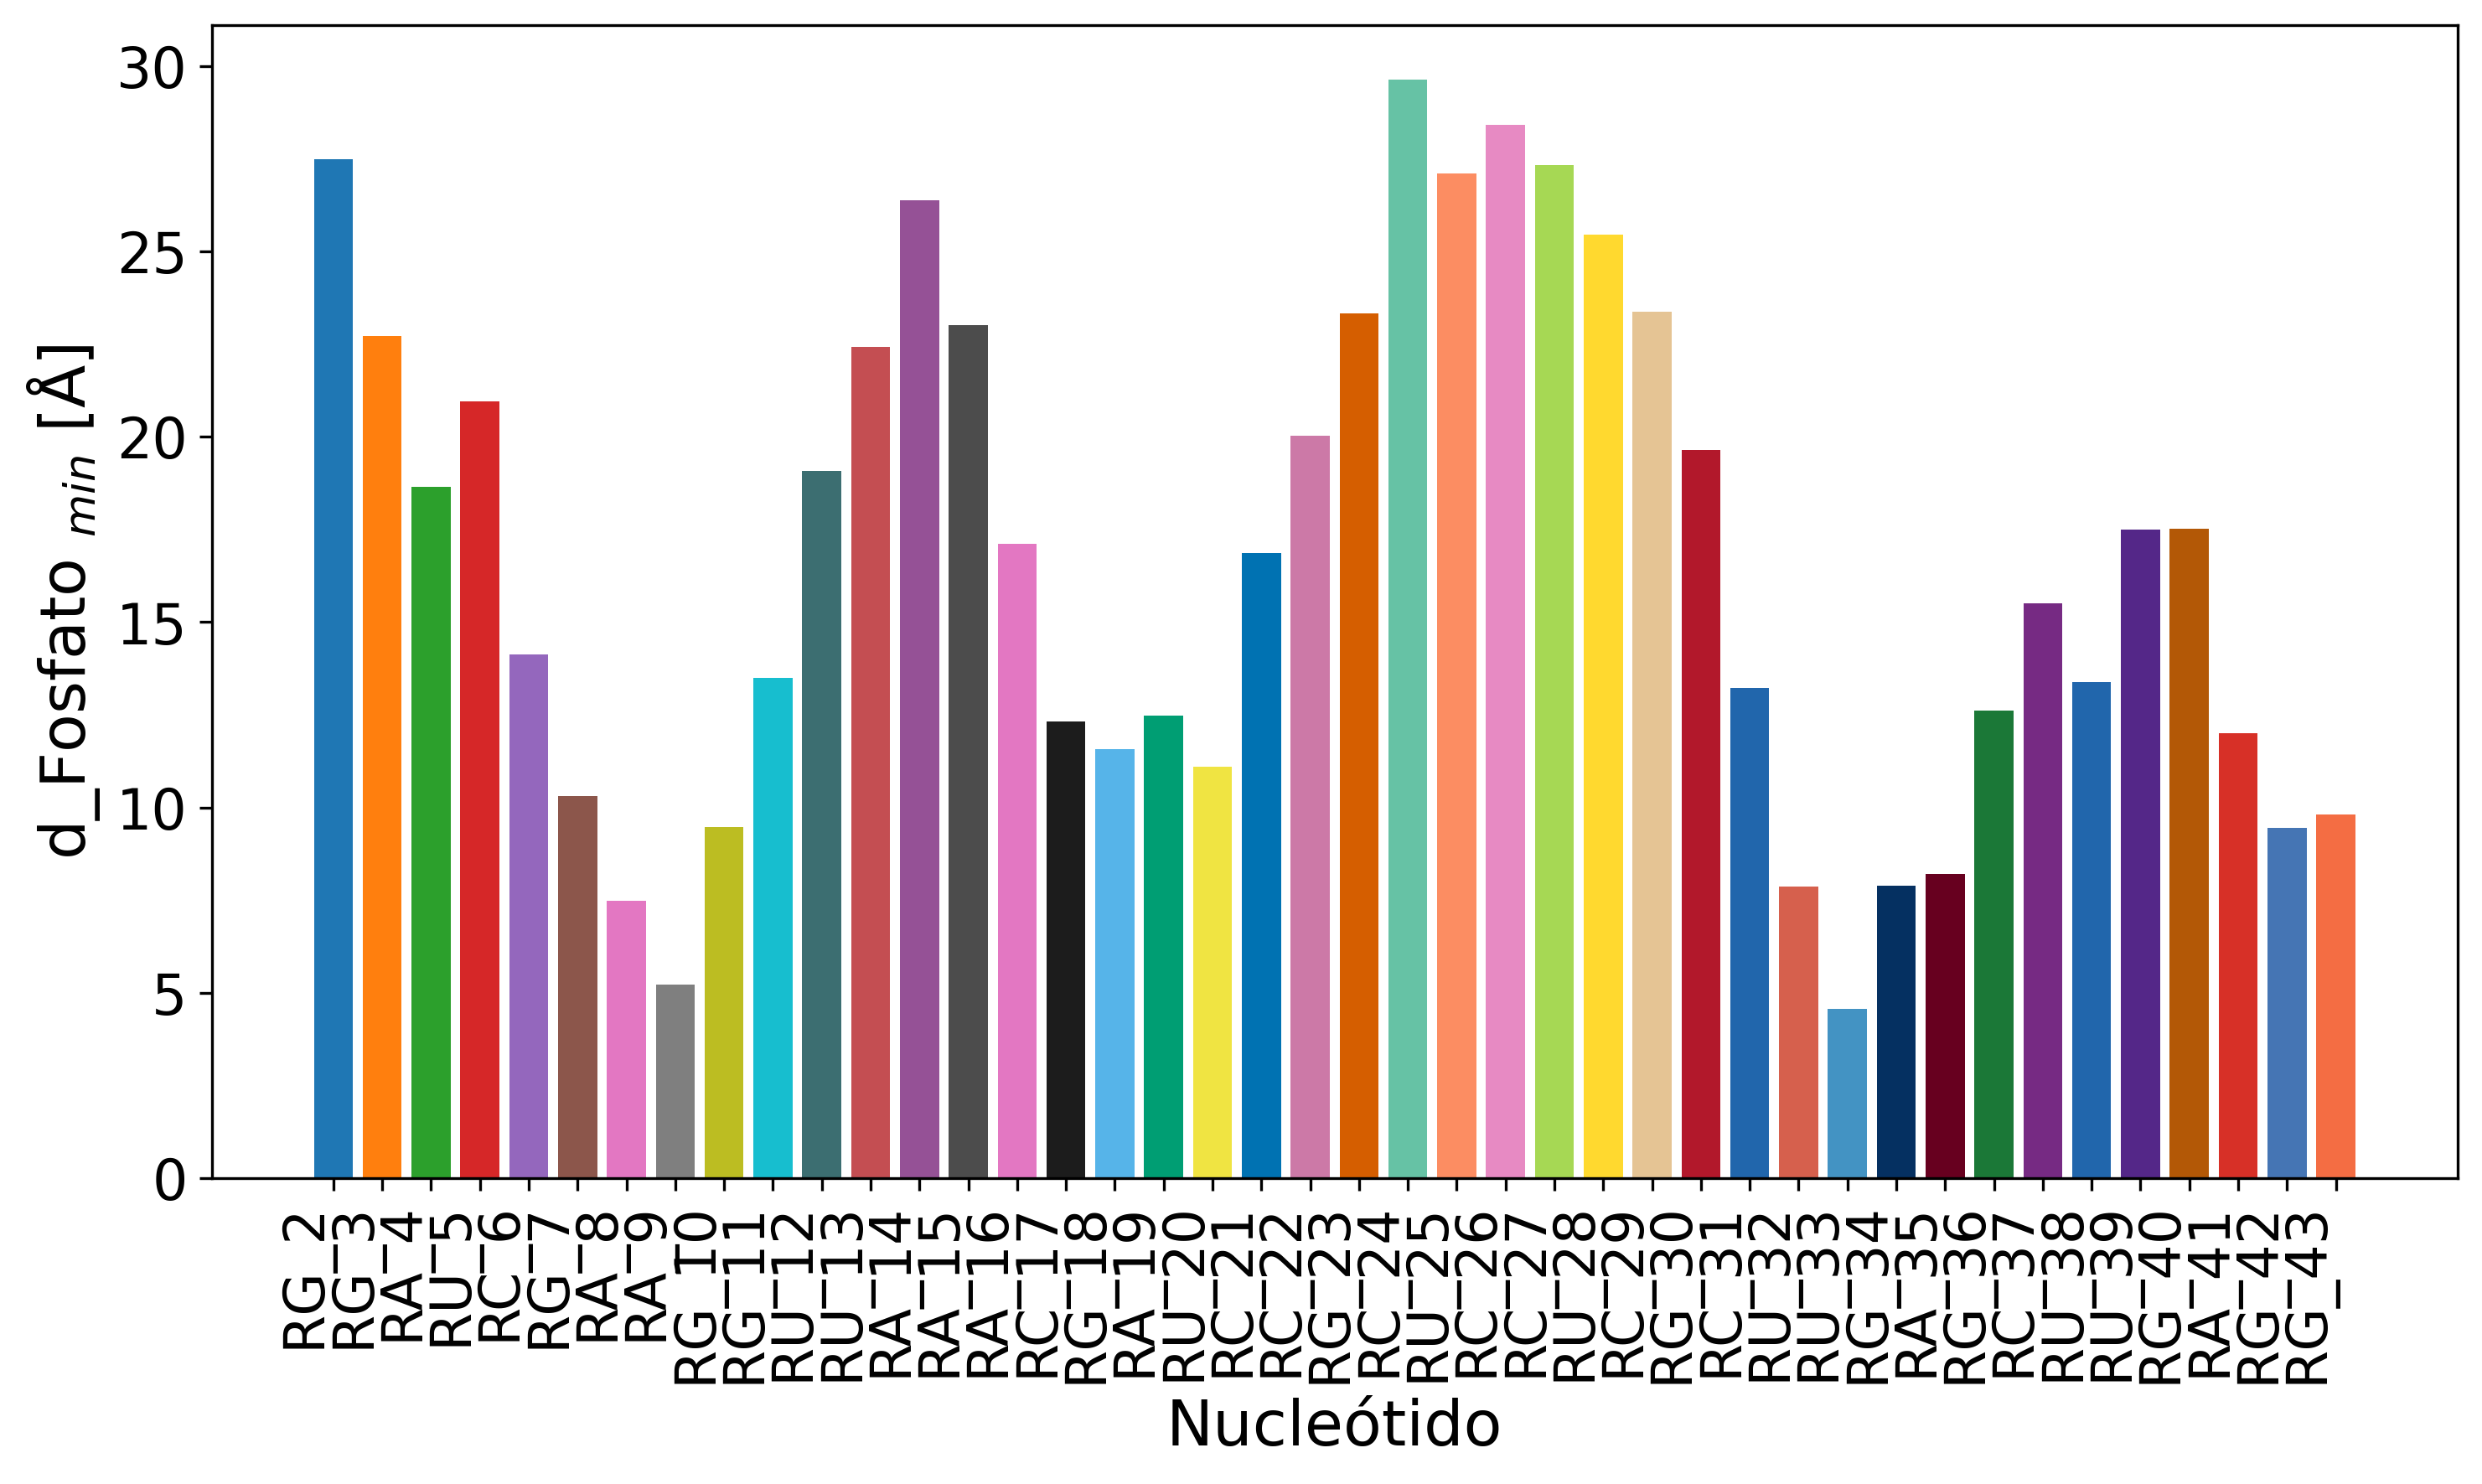 d_Fosfato min [Å]
30
25
20
15
10
5
0
RG_2
RG_3
RA_4
RU_5
RC_6
RG_7
RA_8
RA_9
RG_10
RG_11
RU_12
RU_13
RA_14
RA_15
RA_16
RC_17
RG_18
RA_19
RU_20
RC_21
RC_22
RG_23
RC_24
RU_25
RC_26
RC_27
RU_28
RC_29
RG_30
RC_31
RU_32
RU_33
RG_34
RA_35
RG_36
RC_37
RU_38
RU_39
RG_40
RA_41
RG_42
RG_43
Nucleótido